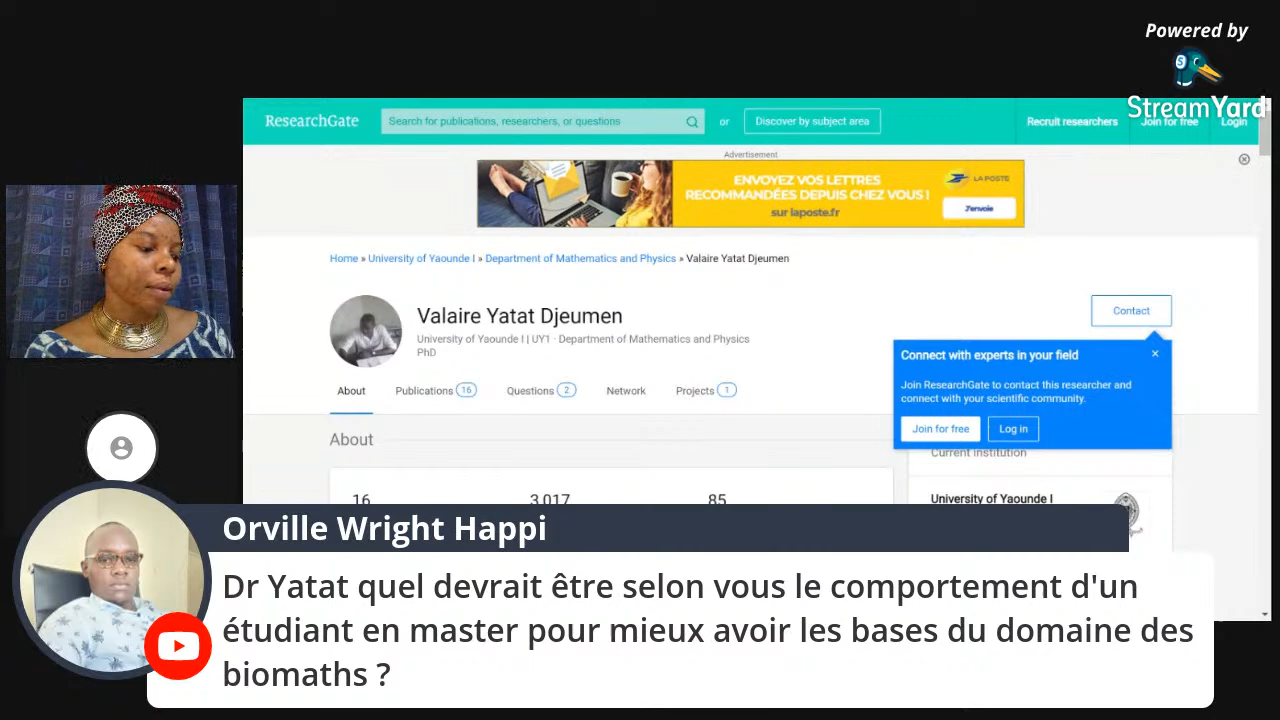 Powered by
StreamYard
ResearchGate
Search for publications, researchers, or questions
or
Discover by subject area
Recruit researchers
Join for free
Login
Advertisement
ENVOYEZ VOS LETTRES
RECOMMANDÉES DEPUIS CHEZ VOUS !
sur laposte.fr
LA POSTE
J'envoie
Home » University of Yaounde I » Department of Mathematics and Physics » Valaire Yatat Djeumen
Valaire Yatat Djeumen
University of Yaounde I | UY1 · Department of Mathematics and Physics
PhD
Contact
Connect with experts in your field
Join ResearchGate to contact this researcher and
connect with your scientific community.
Join for free
Log in
About
Publications 16
Questions 2
Network
Projects 1
About
Current institution
16
3,017
85
University of Yaounde I
Orville Wright Happi
Dr Yatat quel devrait être selon vous le comportement d'un
étudiant en master pour mieux avoir les bases du domaine des
biomaths ?